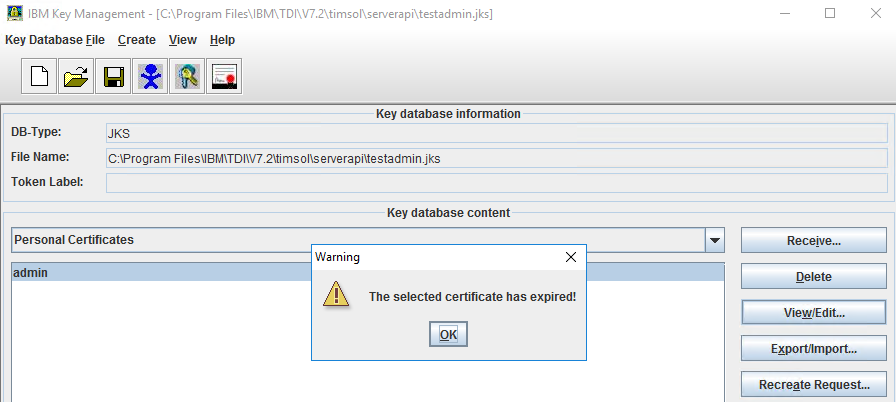 IBM Key Management - [C:\Program Files\IBM\TDI\V7.2\timsol\serverapi\testadmin.jks]
Key Database File Create View Help
Key database information
DB-Type: JKS
File Name: C:\Program Files\IBM\TDI\V7.2\timsol\serverapi\testadmin.jks
Token Label:
Key database content
Personal Certificates
Receive...
admin
Delete
View/Edit...
Export/Import...
Recreate Request...
Warning
The selected certificate has expired!
OK